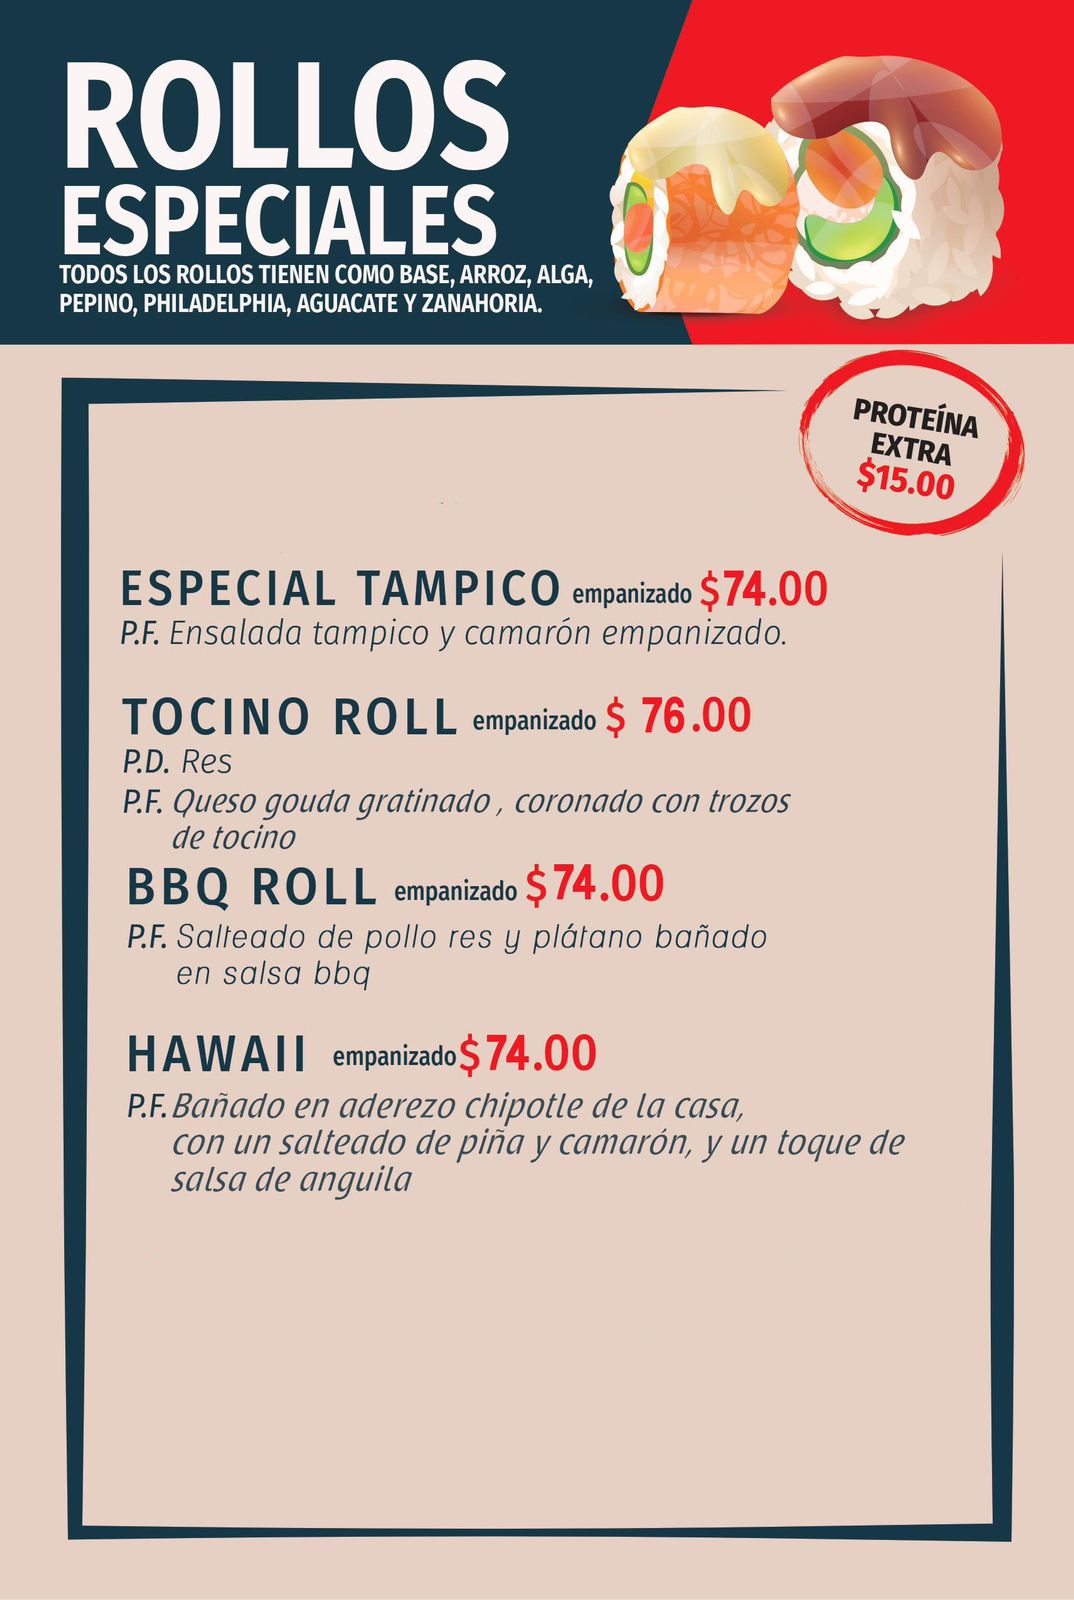 ROLLOS
ESPECIALES
TODOS LOS ROLLOS TIENEN COMO BASE, ARROZ, ALGA,
PEPINO, PHILADELPHIA, AGUACATE Y ZANAHORIA.
PROTEÍNA
EXTRA
$15.00
ESPECIAL TAMPICO empanizado $74.00
P.F. Ensalada tampico y camarón empanizado.
TOCINO ROLL empanizado $ 76.00
P.D. Res
P.F. Queso gouda gratinado , coronado con trozos
de tocino
BBQ ROLL empanizado $74.00
P.F. Salteado de pollo res y plátano bañado
en salsa bbq
HAWAII empanizado $74.00
P.F. Bañado en aderezo chipotle de la casa,
con un salteado de piña y camarón, y un toque de
salsa de anguila